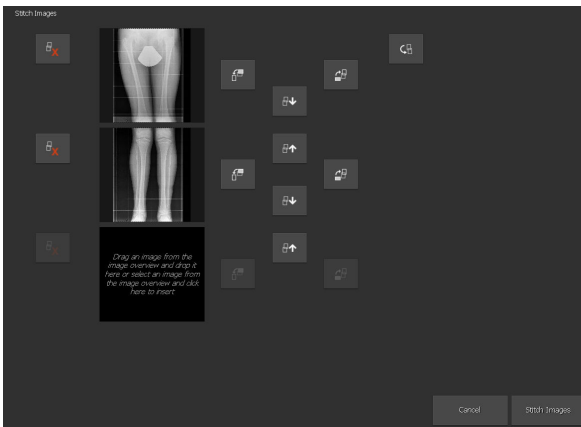 Stitch Images
Drag an image from the
image overview and drop it
here or select an image from
the image overview and click
here to insert
Cancel
Stitch Images